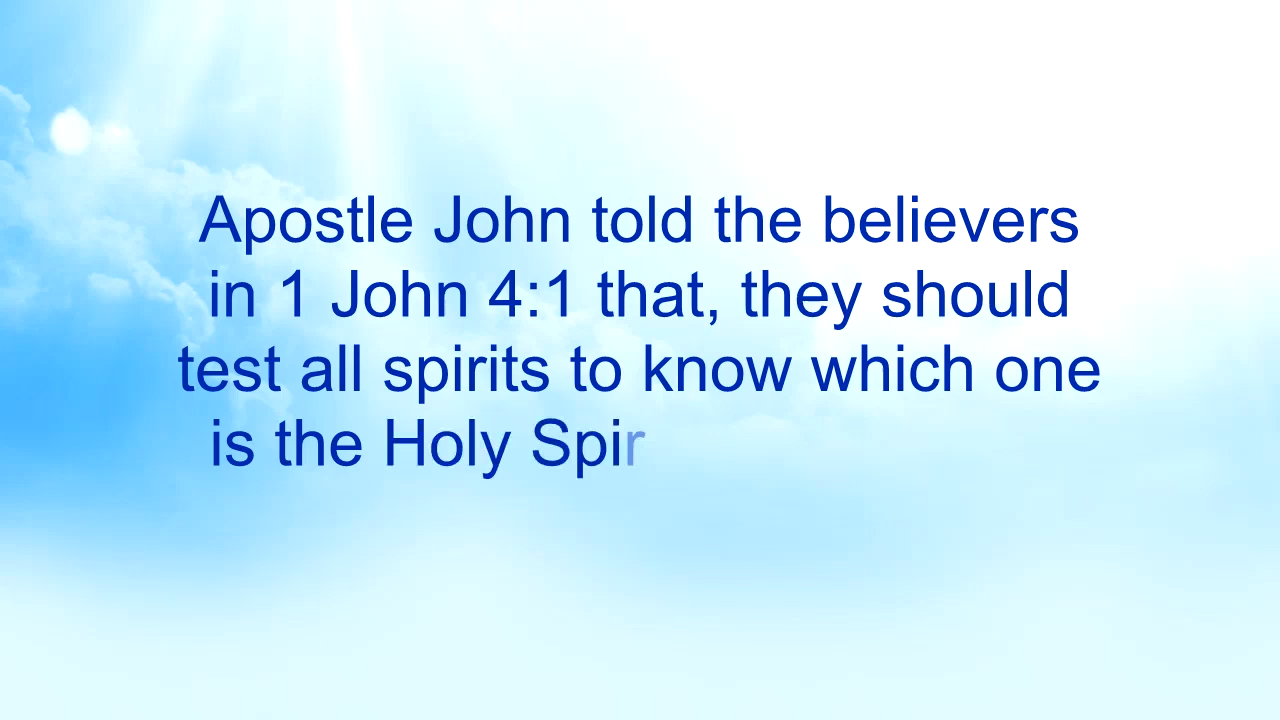 Apostle John told the believers
in 1 John 4:1 that, they should
test all spirits to know which one
is the Holy Spir